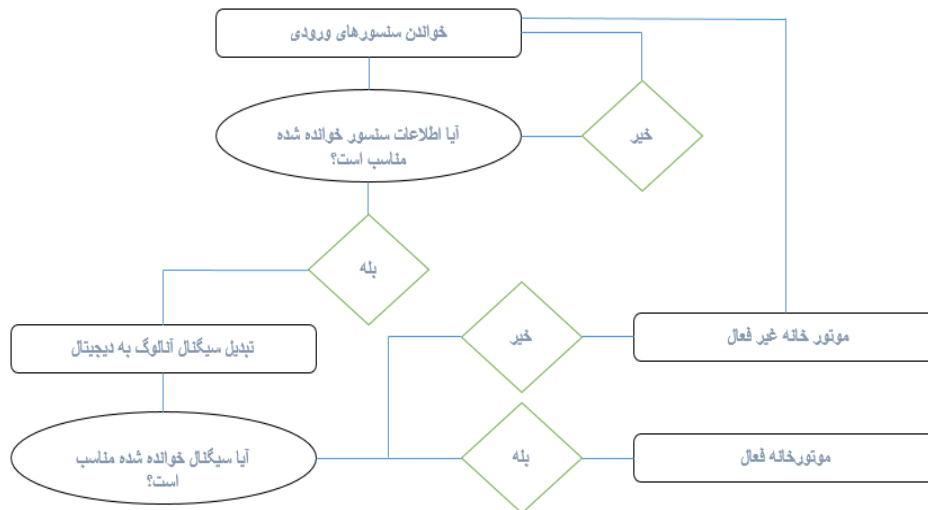 خواندن سنسورهای ورودی
آیا اطلاعات سنسور خوانده شده
مناسب است؟
خیر
بله
تبدیل سیگنال آنالوگ به دیجیتال
خیر
موتور خانه غیر فعال
آیا سیگنال خوانده شده مناسب
است؟
بله
موتورخانه فعال